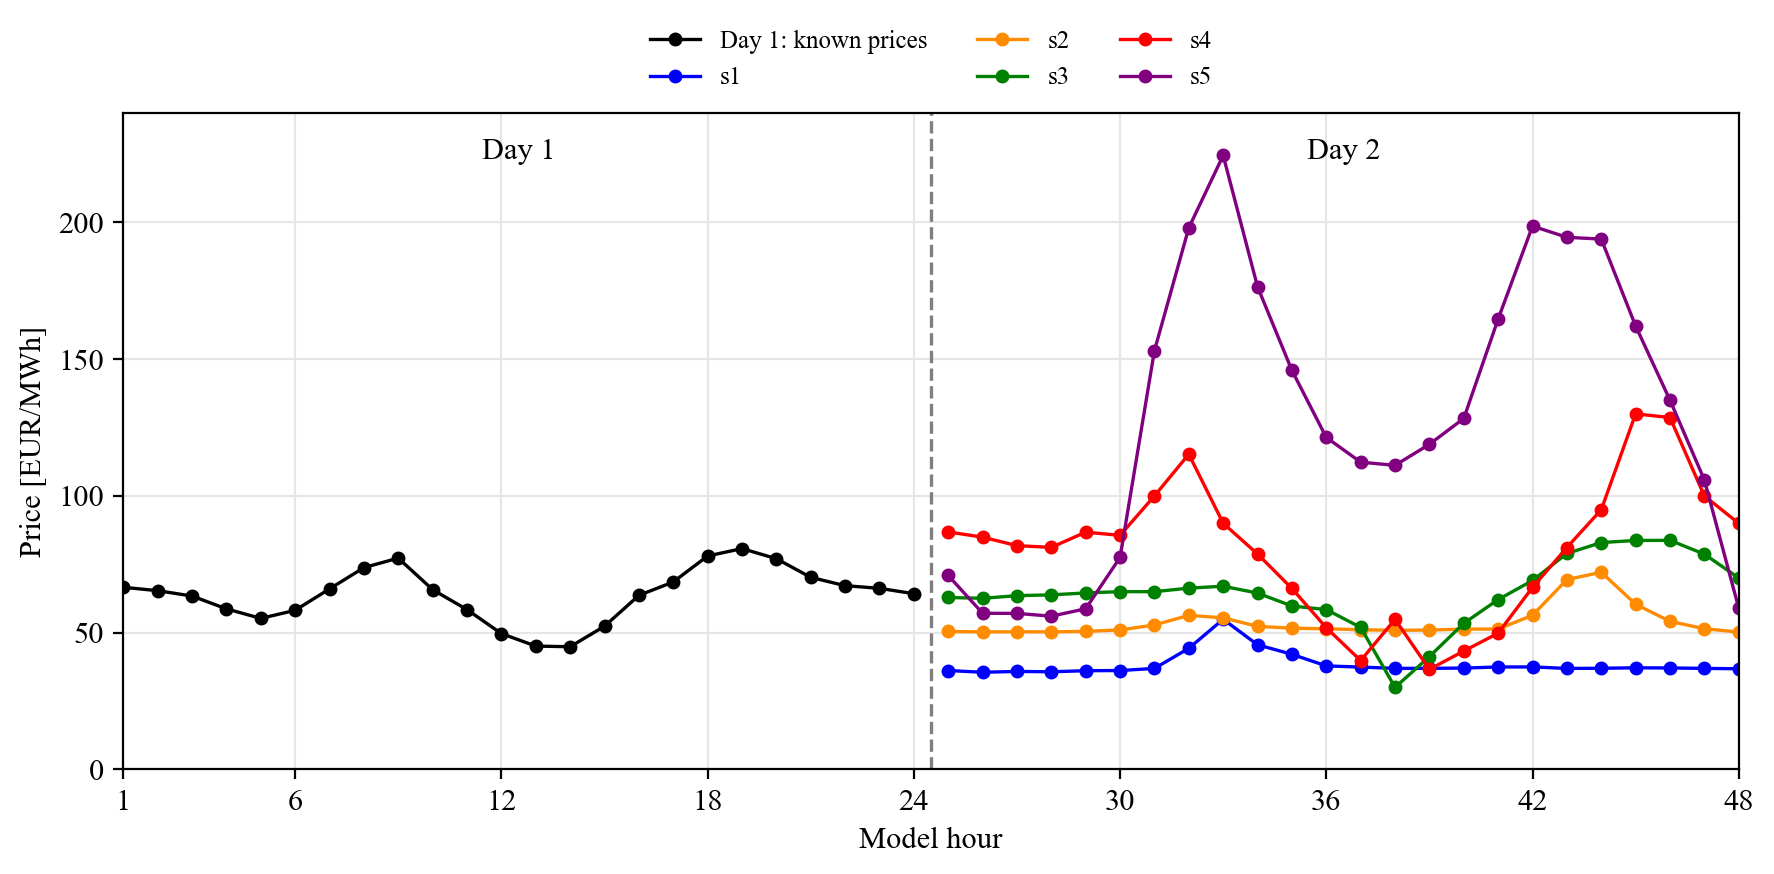 Day 1: known prices
s1
s2
s3
s4
s5
Day 1
Day 2
Price [EUR/MWh]
200
150
100
50
0
1 6 12 18 24 30 36 42 48
Model hour